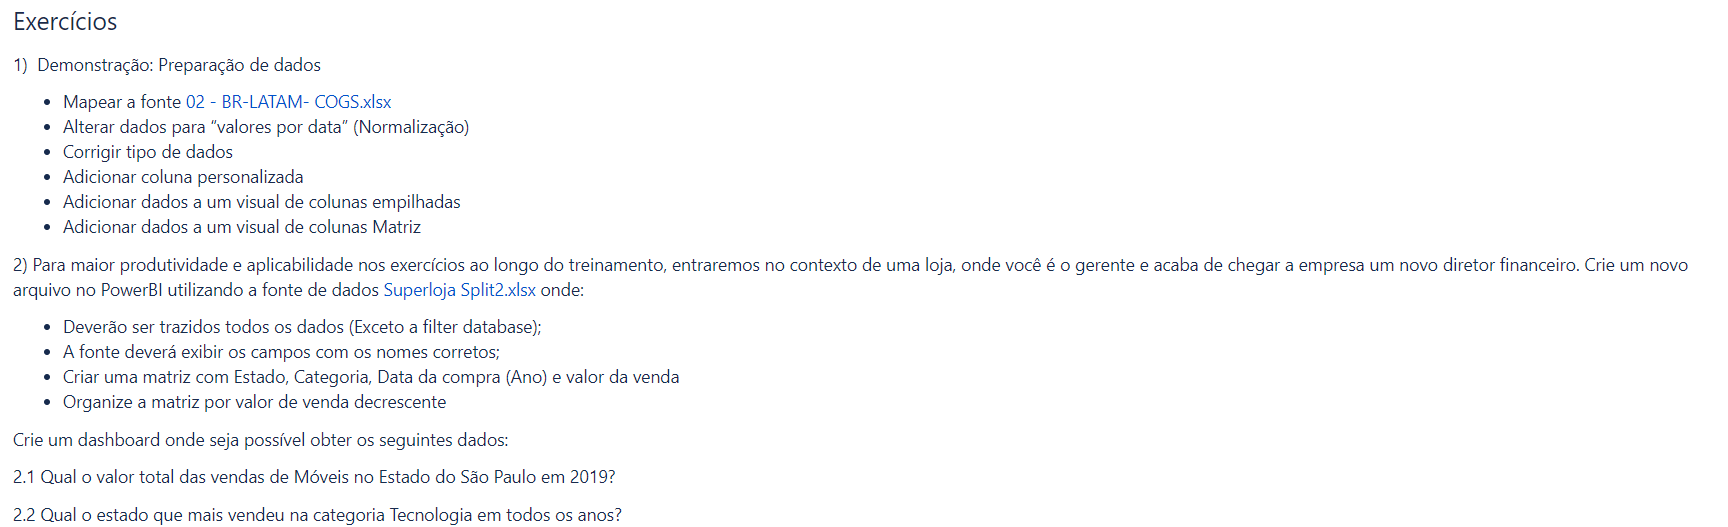 Exercícios
1) Demonstração: Preparação de dados
• Mapear a fonte 02 - BR-LATAM- COGS.xlsx
• Alterar dados para “valores por data” (Normalização)
• Corrigir tipo de dados
• Adicionar coluna personalizada
• Adicionar dados a um visual de colunas empilhadas
• Adicionar dados a um visual de colunas Matriz
2) Para maior produtividade e aplicabilidade nos exercícios ao longo do treinamento, entraremos no contexto de uma loja, onde você é o gerente e acaba de chegar a empresa um novo diretor financeiro. Crie um novo
arquivo no PowerBI utilizando a fonte de dados Superloja Split2.xlsx onde:
• Deverão ser trazidos todos os dados (Exceto a filter database);
• A fonte deverá exibir os campos com os nomes corretos;
• Criar uma matriz com Estado, Categoria, Data da compra (Ano) e valor da venda
• Organize a matriz por valor de venda decrescente
Crie um dashboard onde seja possível obter os seguintes dados:
2.1 Qual o valor total das vendas de Móveis no Estado do São Paulo em 2019?
2.2 Qual o estado que mais vendeu na categoria Tecnologia em todos os anos?